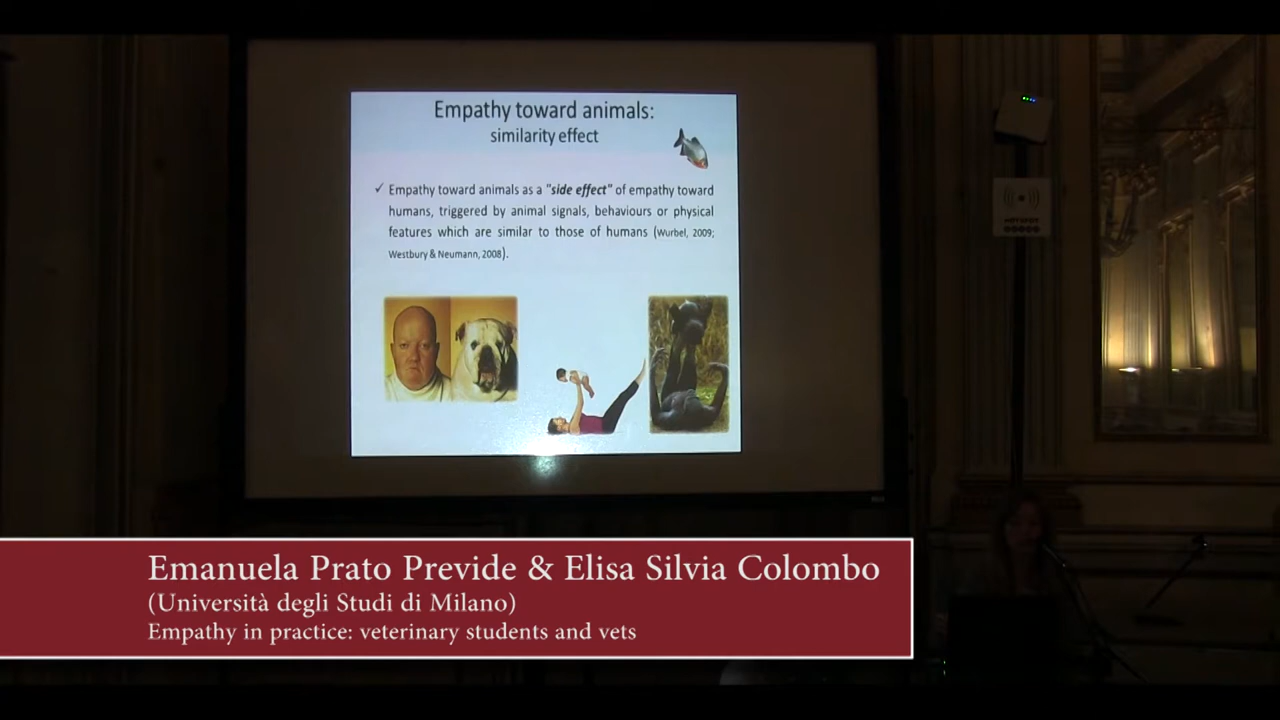 Empathy toward animals:
similarity effect
✓ Empathy toward animals as a "side effect" of empathy toward
humans, triggered by animal signals, behaviours or physical
features which are similar to those of humans (Wurbel, 2009;
Westbury & Neumann, 2008).
HOTSPOT
Emanuela Prato Previde & Elisa Silvia Colombo
(Università degli Studi di Milano)
Empathy in practice: veterinary students and vets